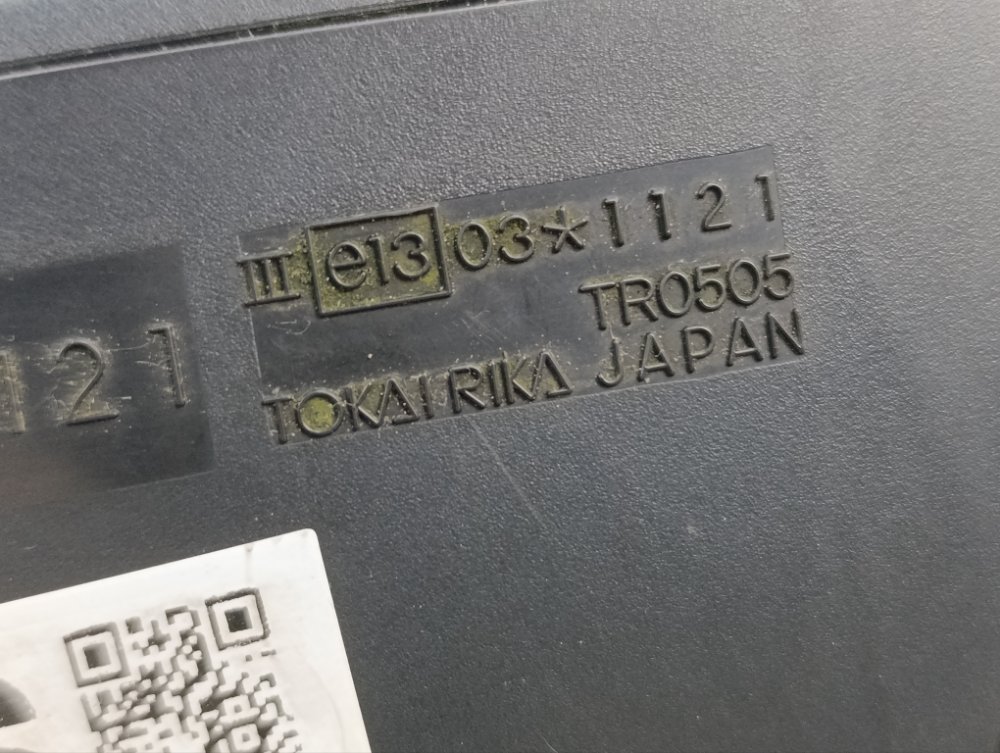 III e13 03*1121
TR0505
TOKAI RIKA JAPAN
121